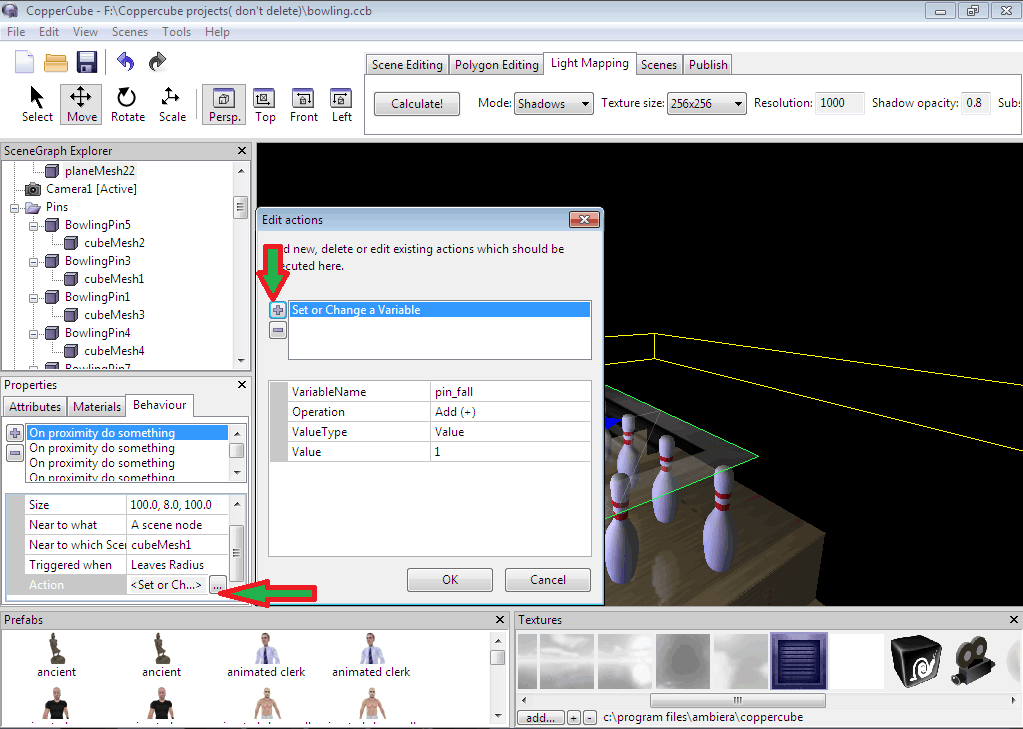 CopperCube - F:\Coppercube projects( don't delete)\bowling.ccb
File Edit View Scenes Tools Help
Select Move Rotate Scale Persp. Top Front Left
Scene Editing Polygon Editing Light Mapping Scenes Publish
Calculate! Mode: Shadows Texture size: 256x256 Resolution: 1000 Shadow opacity: 0.8 Subs
SceneGraph Explorer
planeMesh22
Camera1 [Active]
Pins
BowlingPin5
cubeMesh2
BowlingPin3
cubeMesh1
BowlingPin1
cubeMesh3
BowlingPin4
cubeMesh4
BowlingPin7
Properties
Attributes Materials Behaviour
On proximity do something
On proximity do something
On proximity do something
On proximity do something
Size 100.0, 8.0, 100.0
Near to what A scene node
Near to which Scen cubeMesh1
Triggered when Leaves Radius
Action <Set or Ch...> ...
Edit actions
d new, delete or edit existing actions which should be
ecuted here.
Set or Change a Variable
VariableName pin_fall
Operation Add (+)
ValueType Value
Value 1
OK Cancel
Prefabs
ancient ancient animated clerk animated clerk
Textures
add... + - c:\program files\ambiera\coppercube